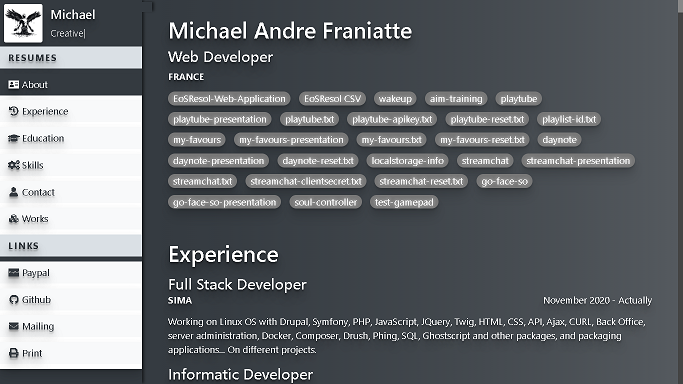 Michael
Creative|
RESUMES
About
Experience
Education
Skills
Contact
Works
LINKS
Paypal
Github
Mailing
Print
Michael Andre Franiatte
Web Developer
FRANCE
EoSResol-Web-Application EoSResol CSV wakeup aim-training playtube
playtube-presentation playtube.txt playtube-apikey.txt playtube-reset.txt playlist-id.txt
my-favours my-favours-presentation my-favours.txt my-favours-reset.txt daynote
daynote-presentation daynote-reset.txt localstorage-info streamchat streamchat-presentation
streamchat.txt streamchat-clientsecret.txt streamchat-reset.txt go-face-so
go-face-so-presentation soul-controller test-gamepad
Experience
Full Stack Developer
SIMA November 2020 - Actually
Working on Linux OS with Drupal, Symfony, PHP, JavaScript, JQuery, Twig, HTML, CSS, API, Ajax, CURL, Back Office,
server administration, Docker, Composer, Drush, Phing, SQL, Ghostscript and other packages, and packaging
applications... On different projects.
Informatic Developer